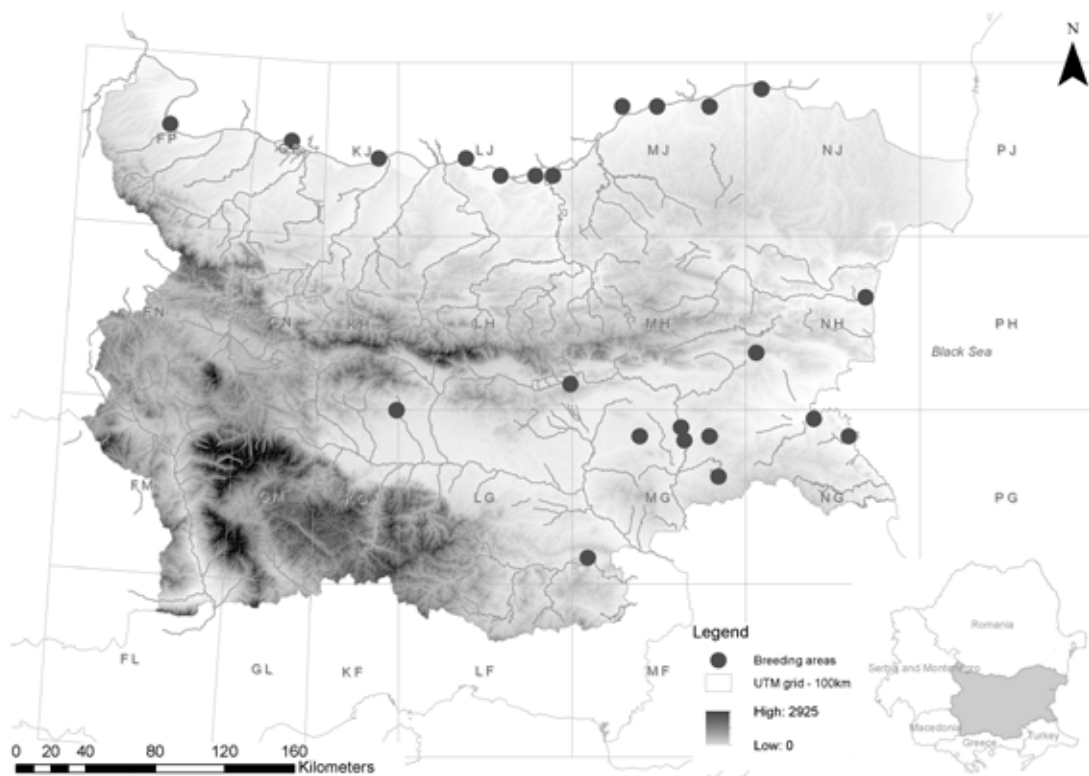 N
FP
GP
KJ
LJ
MJ
NJ
PJ
FN
GN
KH
LH
MH
NH
PH
Black Sea
FM
GM
KG
LG
MG
NG
PG
FL
GL
KF
LF
MF
Legend
Breeding areas
UTM grid - 100km
High: 2925
Low: 0
Romania
Serbia and Montenegro
Macedonia
Greece
Turkey
0 20 40 80 120 160
Kilometers